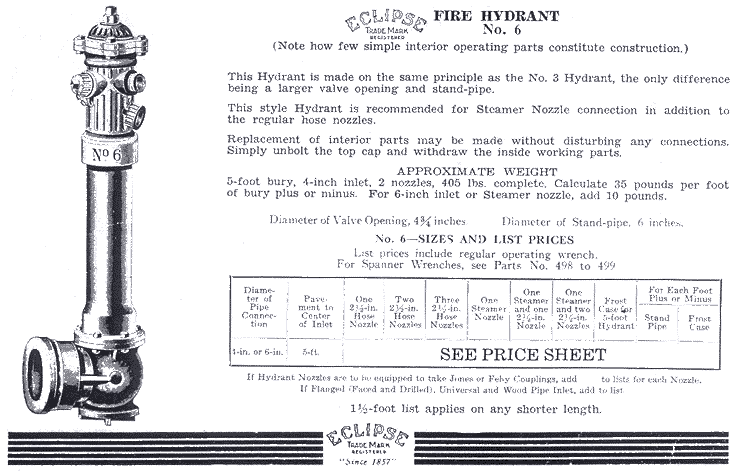 ECLIPSE
TRADE MARK
REGISTERED
FIRE HYDRANT
No. 6
(Note how few simple interior operating parts constitute construction.)
This Hydrant is made on the same principle as the No. 3 Hydrant, the only difference
being a larger valve opening and stand-pipe.
This style Hydrant is recommended for Steamer Nozzle connection in addition to
the regular hose nozzles.
Replacement of interior parts may be made without disturbing any connections.
Simply unbolt the top cap and withdraw the inside working parts.
No 6
APPROXIMATE WEIGHT
5-foot bury, 4-inch inlet, 2 nozzles, 405 lbs. complete. Calculate 35 pounds per foot
of bury plus or minus. For 6-inch inlet or Steamer nozzle, add 10 pounds.
Diameter of Valve Opening, 4¾ inches Diameter of Stand-pipe, 6 inches.
No. 6—SIZES AND LIST PRICES
List prices include regular operating wrench.
For Spanner Wrenches, see Parts No. 498 to 499
Diame-
ter of
Pipe
Connec-
tion
Pave-
ment to
Center
of Inlet
One
2½-in.
Hose
Nozzle
Two
2½-in.
Hose
Nozzles
Three
2½-in.
Hose
Nozzles
One
Steamer
Nozzle
One
Steamer
and one
2½-in.
Nozzle
One
Steamer
and two
2½-in.
Nozzles
Frost
Case for
5-foot
Hydrant
For Each Foot
Plus or Minus
Stand
Pipe
Frost
Case
4-in. or 6-in. 5-ft. SEE PRICE SHEET
If Hydrant Nozzles are to be equipped to take Jones or Feby Couplings, add to lists for each Nozzle.
If Flanged (Faced and Drilled), Universal and Wood Pipe Inlet, add to list
1½-foot list applies on any shorter length.
ECLIPSE
TRADE MARK
REGISTERED
"Since 1857"